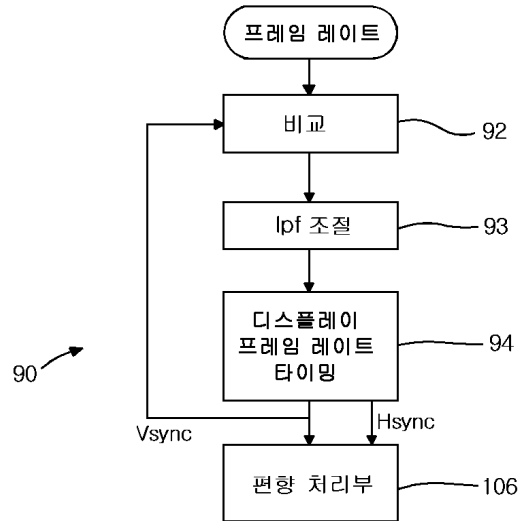 프레임 레이트
비교
92
lpf 조절
93
디스플레이
프레임 레이트
타이밍
94
90
Vsync
Hsync
편향 처리부
106